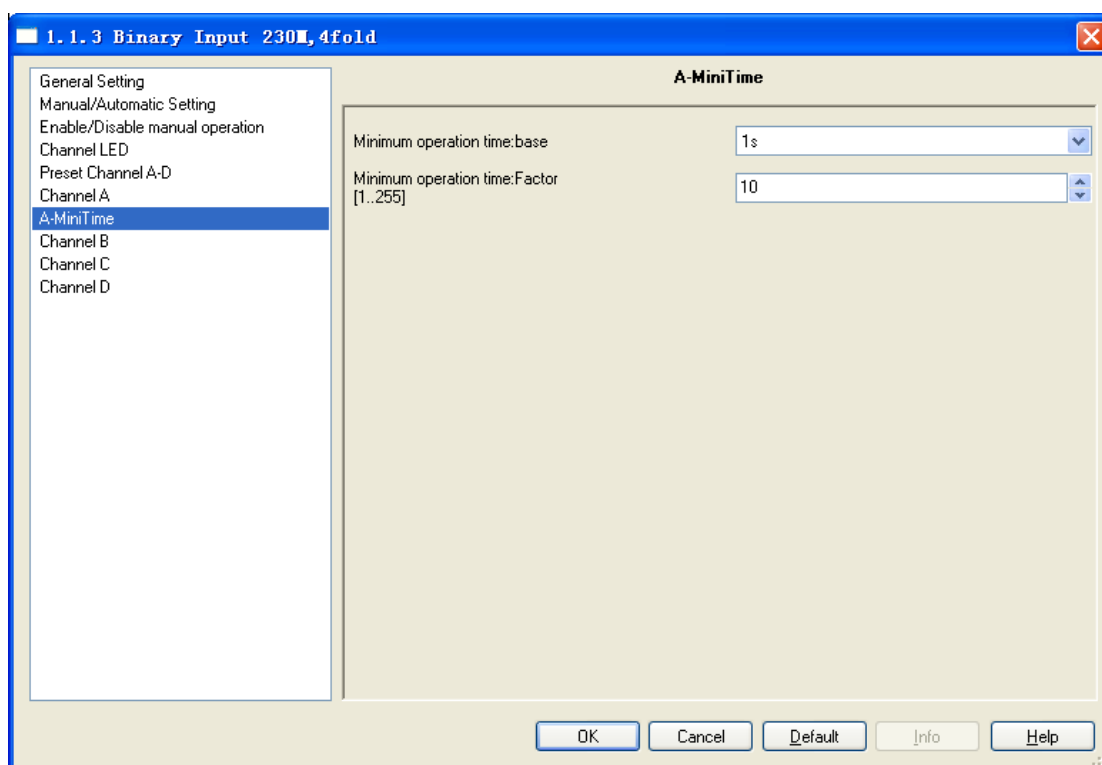 1.1.3 Binary Input 230M,4fold
General Setting
Manual/Automatic Setting
Enable/Disable manual operation
Channel LED
Preset Channel A-D
Channel A
A-MiniTime
Channel B
Channel C
Channel D
A-MiniTime
Minimum operation time:base
1s
Minimum operation time:Factor
[1..255]
10
OK
Cancel
Default
Info
Help